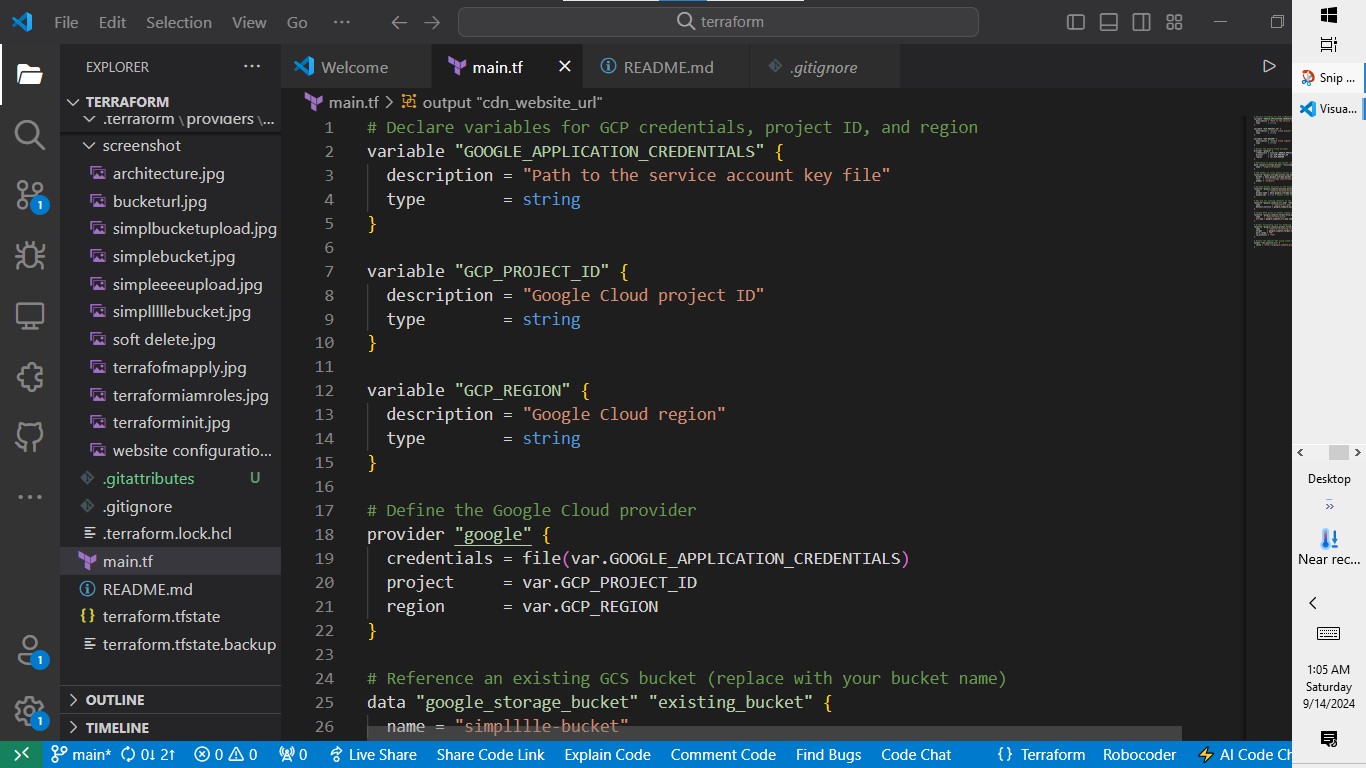 File Edit Selection View Go ··· terraform
EXPLORER ···
TERRAFORM
.terraform \ providers \ ...
screenshot
architecture.jpg
bucketurl.jpg
simplbucketupload.jpg
simplebucket.jpg
simpleeeeupload.jpg
simplllllebucket.jpg
soft delete.jpg
terrafofmapply.jpg
terraformiamroles.jpg
terraforminit.jpg
website configuratio...
.gitattributes U
.gitignore
.terraform.lock.hcl
main.tf
README.md
{} terraform.tfstate
terraform.tfstate.backup
OUTLINE
TIMELINE
1
1
1
Welcome main.tf README.md .gitignore
main.tf > output "cdn_website_url"
1 # Declare variables for GCP credentials, project ID, and region
2 variable "GOOGLE_APPLICATION_CREDENTIALS" {
3 description = "Path to the service account key file"
4 type = string
5 }
6
7 variable "GCP_PROJECT_ID" {
8 description = "Google Cloud project ID"
9 type = string
10 }
11
12 variable "GCP_REGION" {
13 description = "Google Cloud region"
14 type = string
15 }
16
17 # Define the Google Cloud provider
18 provider "google" {
19 credentials = file(var.GOOGLE_APPLICATION_CREDENTIALS)
20 project = var.GCP_PROJECT_ID
21 region = var.GCP_REGION
22 }
23
24 # Reference an existing GCS bucket (replace with your bucket name)
25 data "google_storage_bucket" "existing_bucket" {
26 name = "simpllllle-bucket"
main* 0↓ 2↑ 0 0 0 Live Share Share Code Link Explain Code Comment Code Find Bugs Code Chat {} Terraform Robocoder AI Code Ch
Snip ...
Visua...
Desktop
Near rec...
1:05 AM
Saturday
9/14/2024